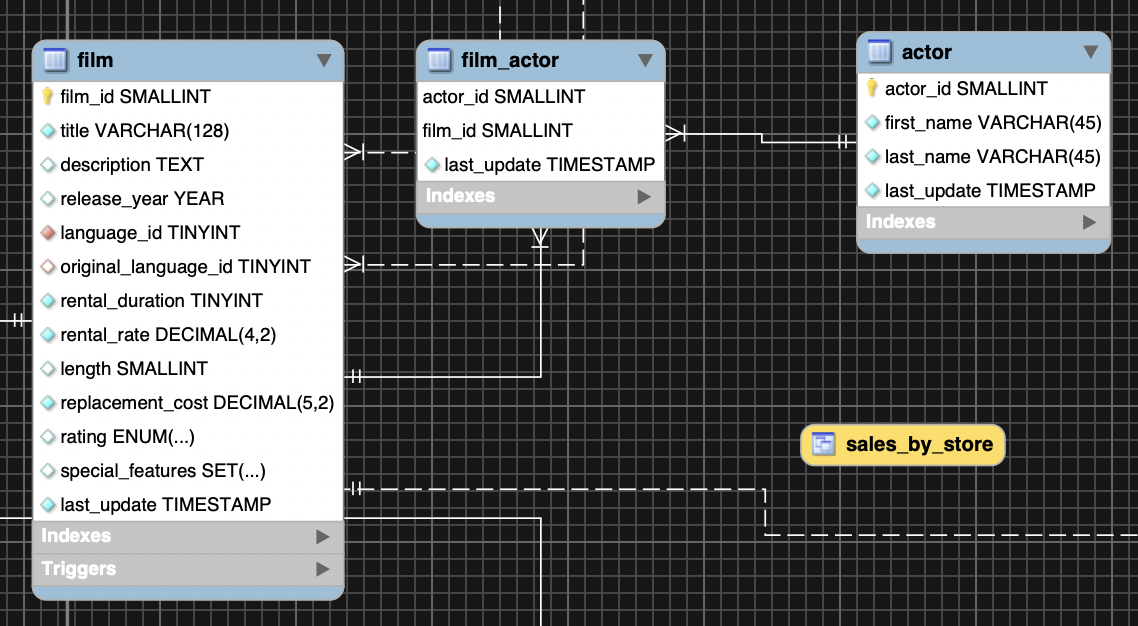 film
film_id SMALLINT
title VARCHAR(128)
description TEXT
release_year YEAR
language_id TINYINT
original_language_id TINYINT
rental_duration TINYINT
rental_rate DECIMAL(4,2)
length SMALLINT
replacement_cost DECIMAL(5,2)
rating ENUM(...)
special_features SET(...)
last_update TIMESTAMP
Indexes
Triggers
film_actor
actor_id SMALLINT
film_id SMALLINT
last_update TIMESTAMP
Indexes
actor
actor_id SMALLINT
first_name VARCHAR(45)
last_name VARCHAR(45)
last_update TIMESTAMP
Indexes
sales_by_store